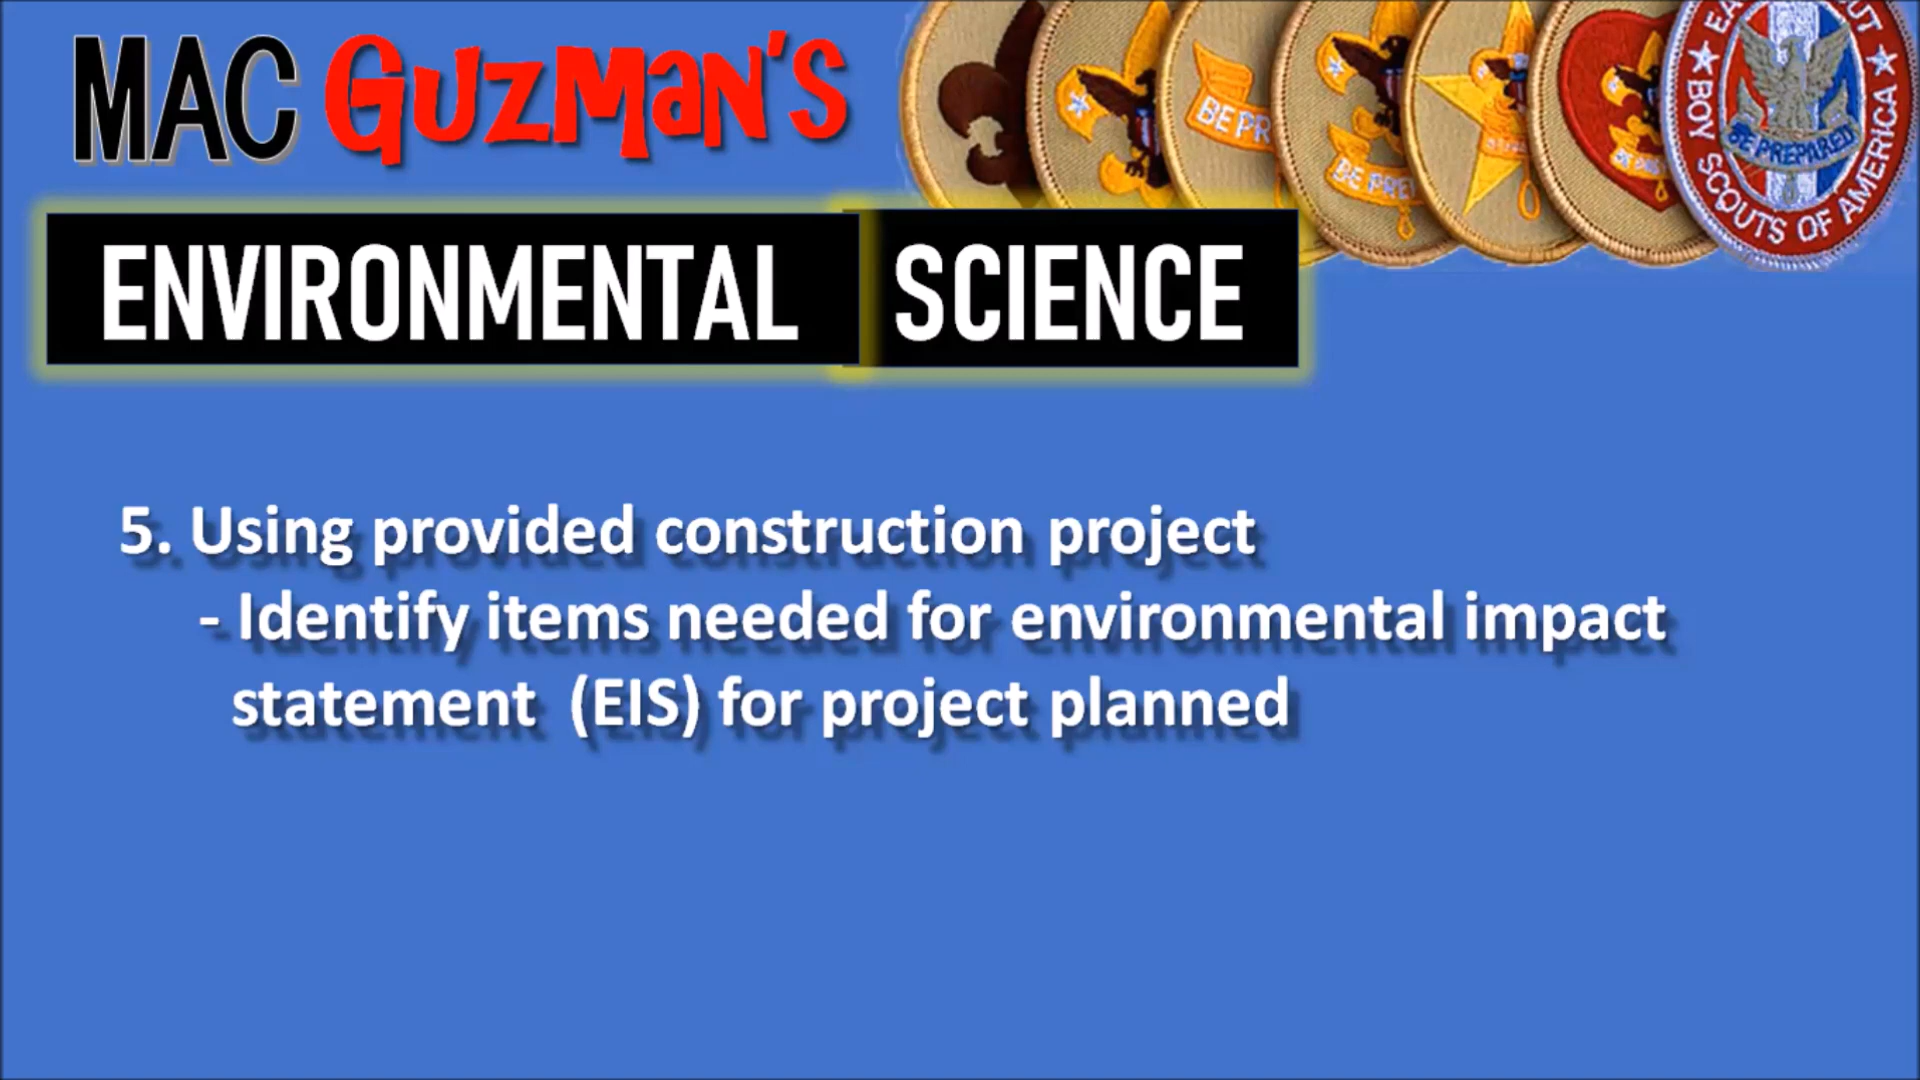 MAC GUZMAN'S
ENVIRONMENTAL SCIENCE
BE PREPARED
BOY SCOUTS OF AMERICA
5. Using provided construction project
- Identify items needed for environmental impact
statement (EIS) for project planned